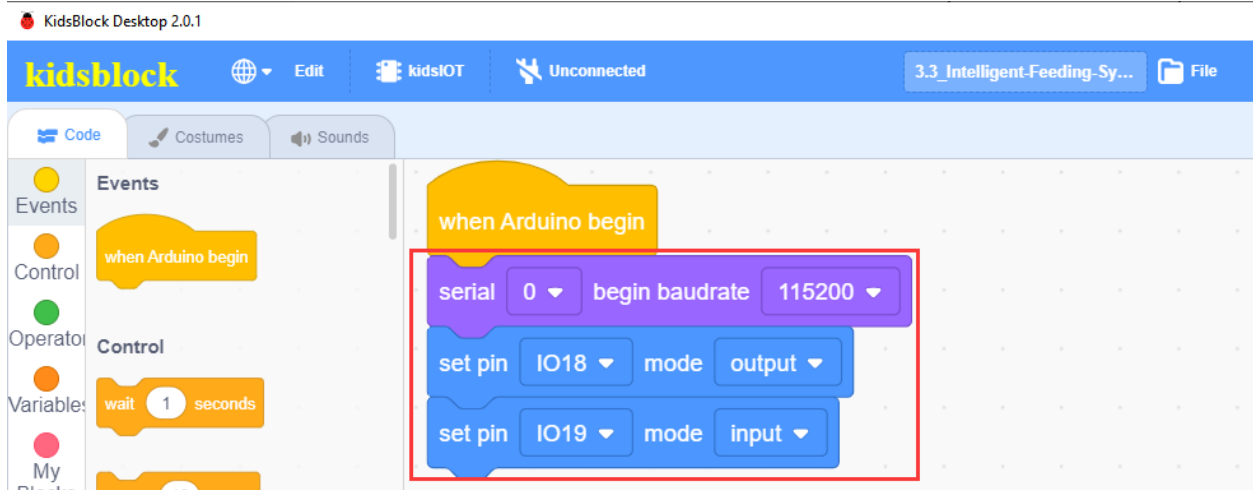 KidsBlock Desktop 2.0.1
kidsblock Edit kidsIOT Unconnected 3.3_Intelligent-Feeding-Sy... File
Code Costumes Sounds
Events
Events
when Arduino begin
Control
Operator
Control
Variables
wait 1 seconds
My
when Arduino begin
serial 0 begin baudrate 115200
set pin IO18 mode output
set pin IO19 mode input